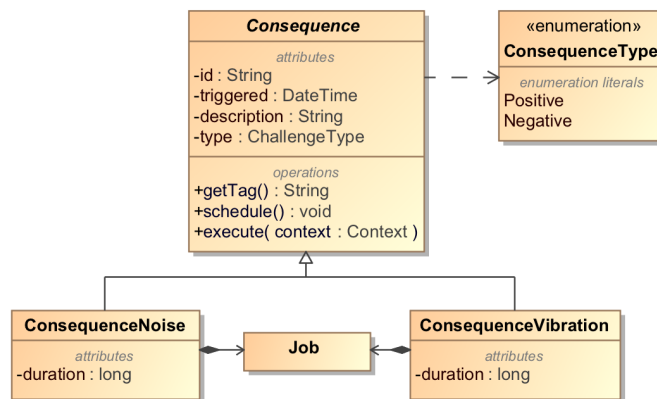 Consequence
attributes
-id : String
-triggered : DateTime
-description : String
-type : ChallengeType
operations
+getTag() : String
+schedule() : void
+execute( context : Context )
«enumeration»
ConsequenceType
enumeration literals
Positive
Negative
ConsequenceNoise
attributes
-duration : long
Job
ConsequenceVibration
attributes
-duration : long